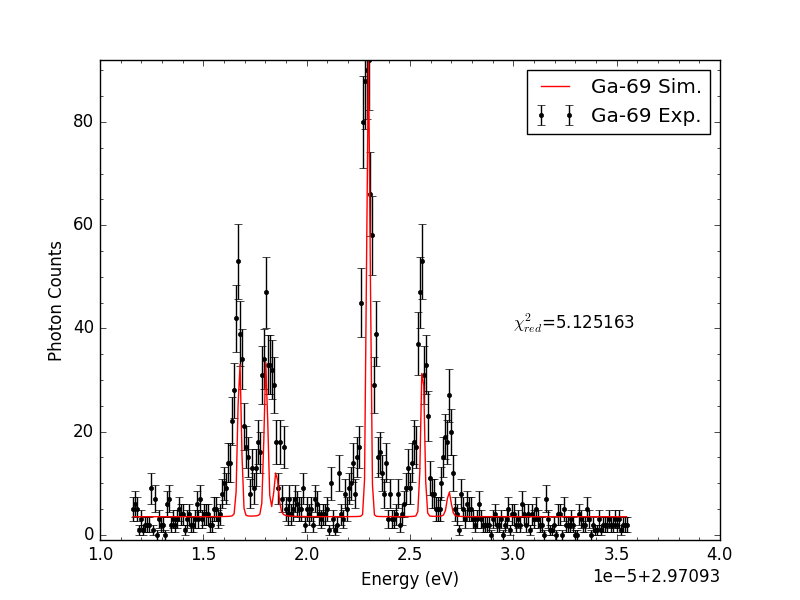 Ga-69 Sim.
Ga-69 Exp.
80
60
40
20
0
Photon Counts
χ²red=5.125163
1.0 1.5 2.0 2.5 3.0 3.5 4.0
Energy (eV)
1e−5+2.97093